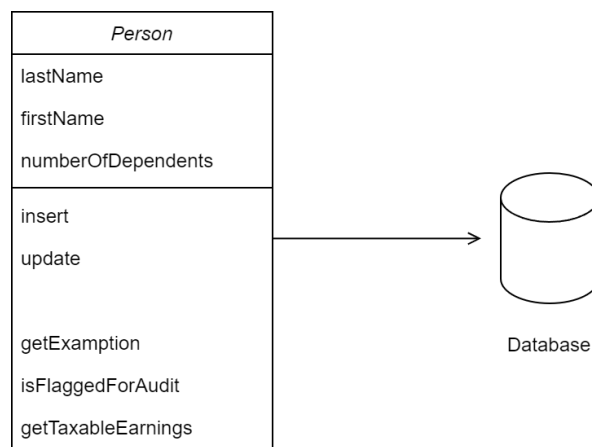 Person
lastName
firstName
numberOfDependents
insert
update
getExamption
isFlaggedForAudit
getTaxableEarnings
Database